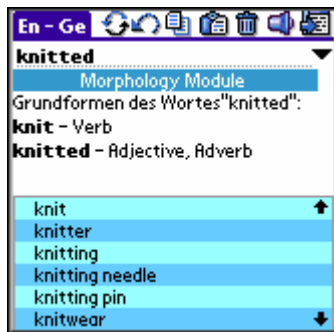 En - Ge
knitted
Morphology Module
Grundformen des Wortes"knitted":
knit - Verb
knitted - Adjective, Adverb
knit
knitter
knitting
knitting needle
knitting pin
knitwear